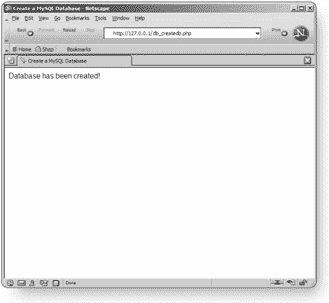 Create a MySQL Database - Netscape
File Edit View Go Bookmarks Tools Window Help
Back Forward Reload Stop http://127.0.0.1/db_createdb.php Print
Home Shop Bookmarks
Create a MySQL Database
Database has been created!
Done